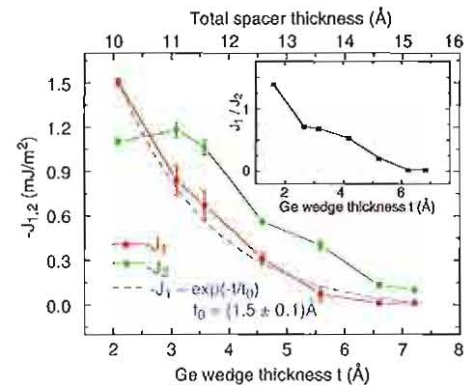 Total spacer thickness (Å)
10 11 12 13 14 15
1.5
1.2
0.9
0.6
0.3
0.0
-J1,2 (mJ/m²)
1
0
J1 / J2
2 3 4 5 6 7
Ge wedge thickness t (Å)
-J1
-J2
-J1 = exp(-t/t0)
t0 = (1.5 ± 0.1)Å
2 3 4 5 6 7 8
Ge wedge thickness t (Å)